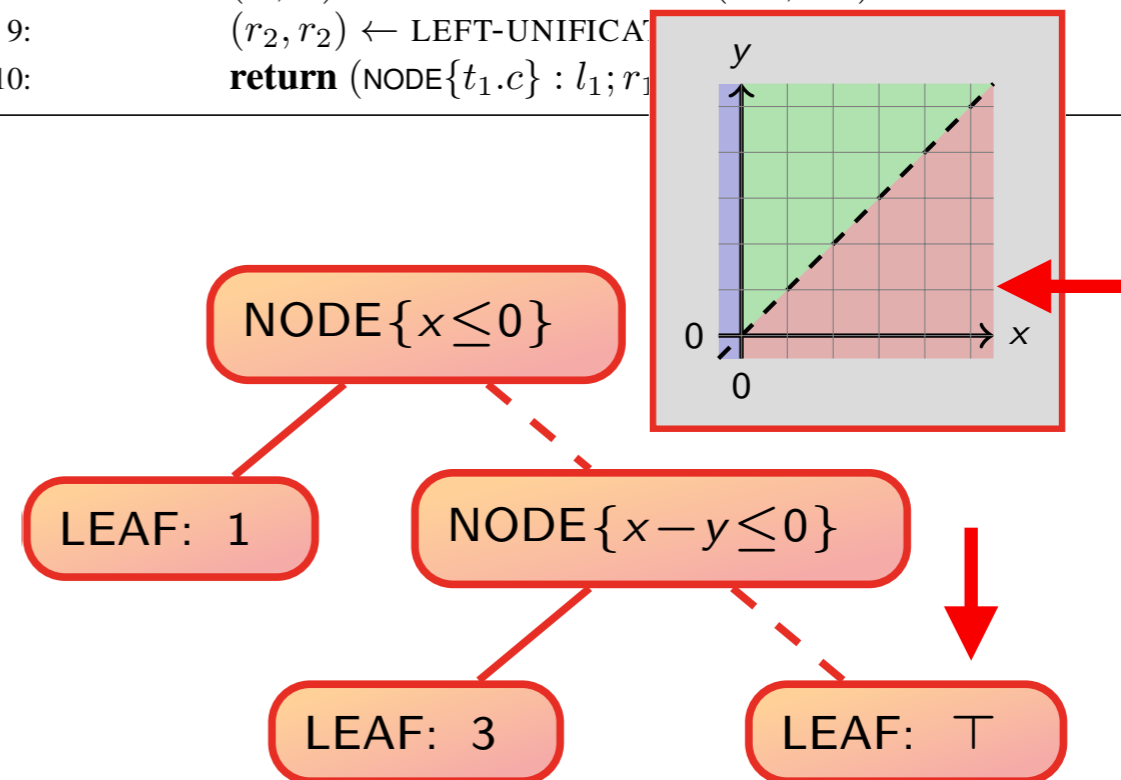 9: (r₂, r₂) ← LEFT-UNIFICA
10: return (NODE{t₁.c} : l₁; r₁
y
0
x
0
NODE{x≤0}
LEAF: 1
NODE{x−y≤0}
LEAF: 3
LEAF: ⊤